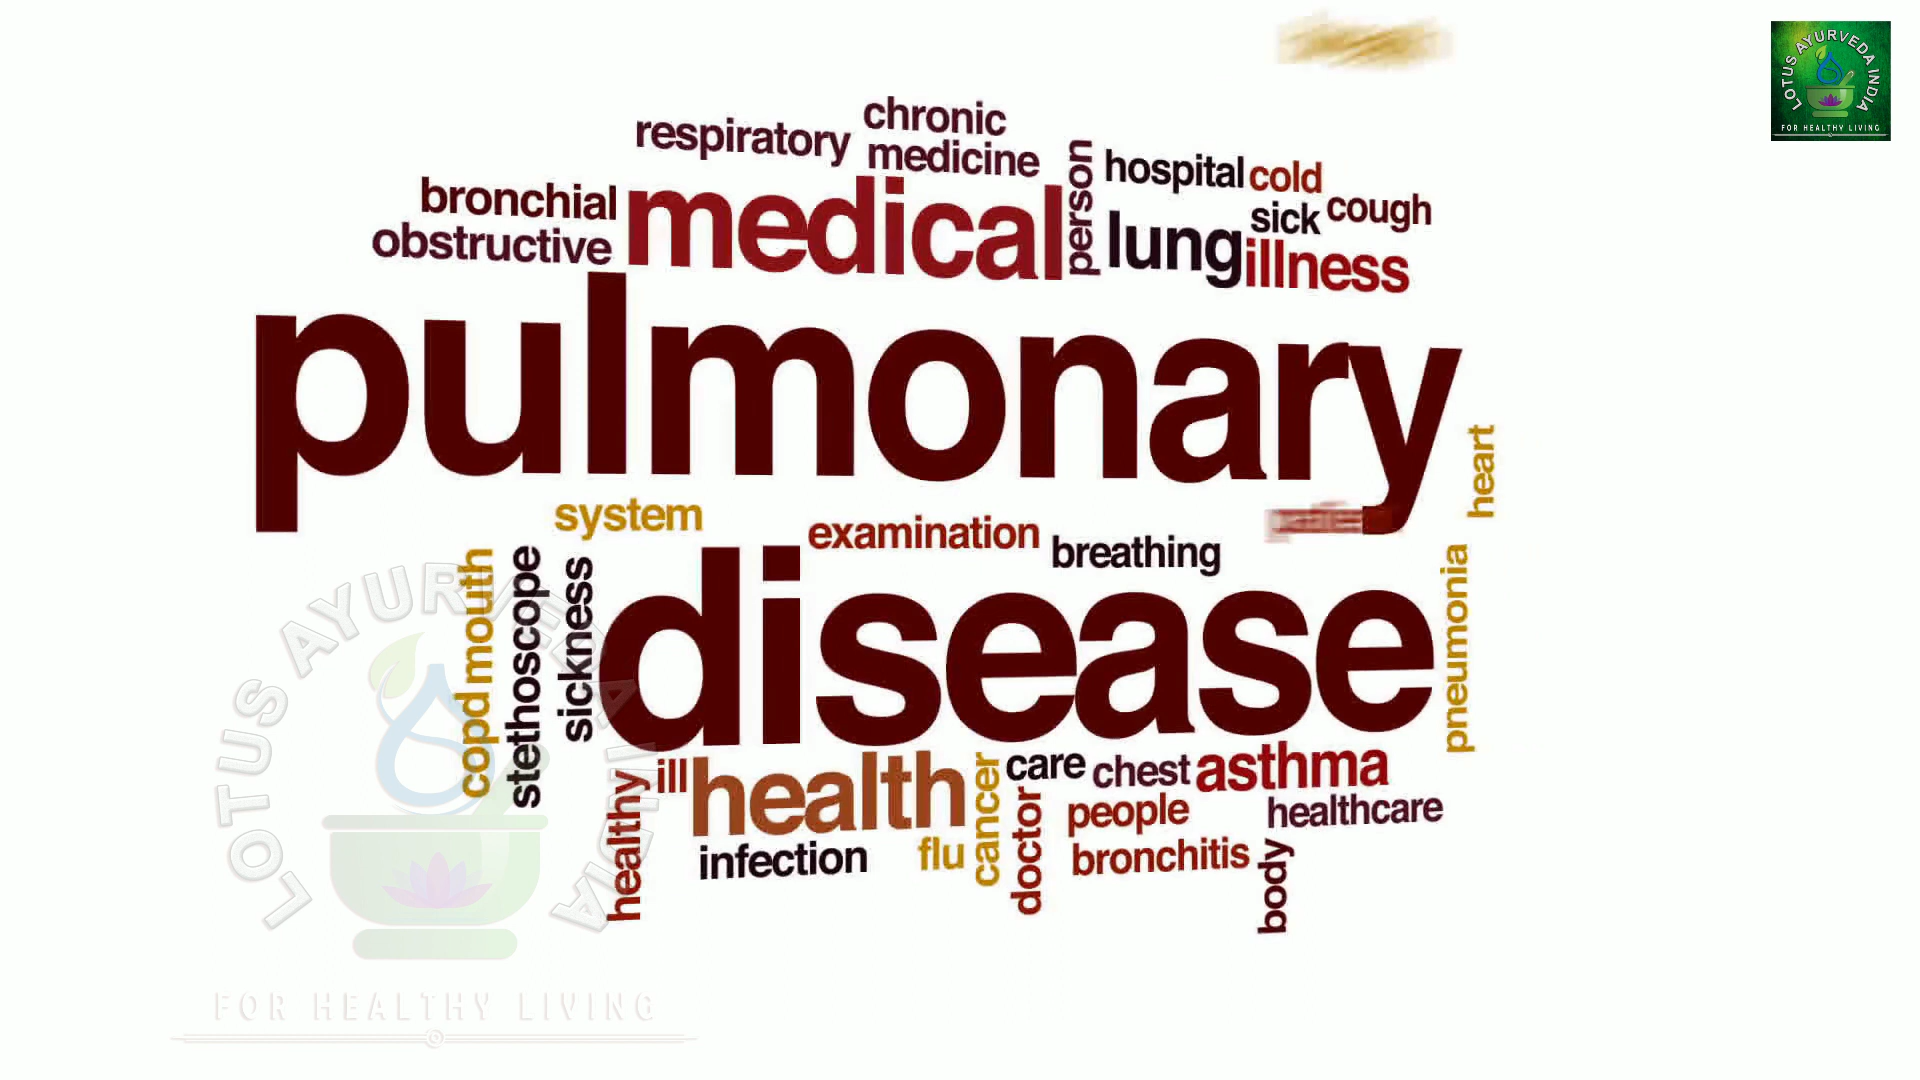 LOTUS AYURVEDA INDIA
FOR HEALTHY LIVING
chronic
respiratory
medicine
person
hospital
cold
bronchial
medical
sick
cough
obstructive
lung
illness
pulmonary
heart
system
examination
breathing
mouth
copd
stethoscope
sickness
disease
pneumonia
healthy
ill
health
cancer
care
chest
asthma
doctor
people
healthcare
infection
flu
bronchitis
body
LOTUS AYURVEDA INDIA
FOR HEALTHY LIVING